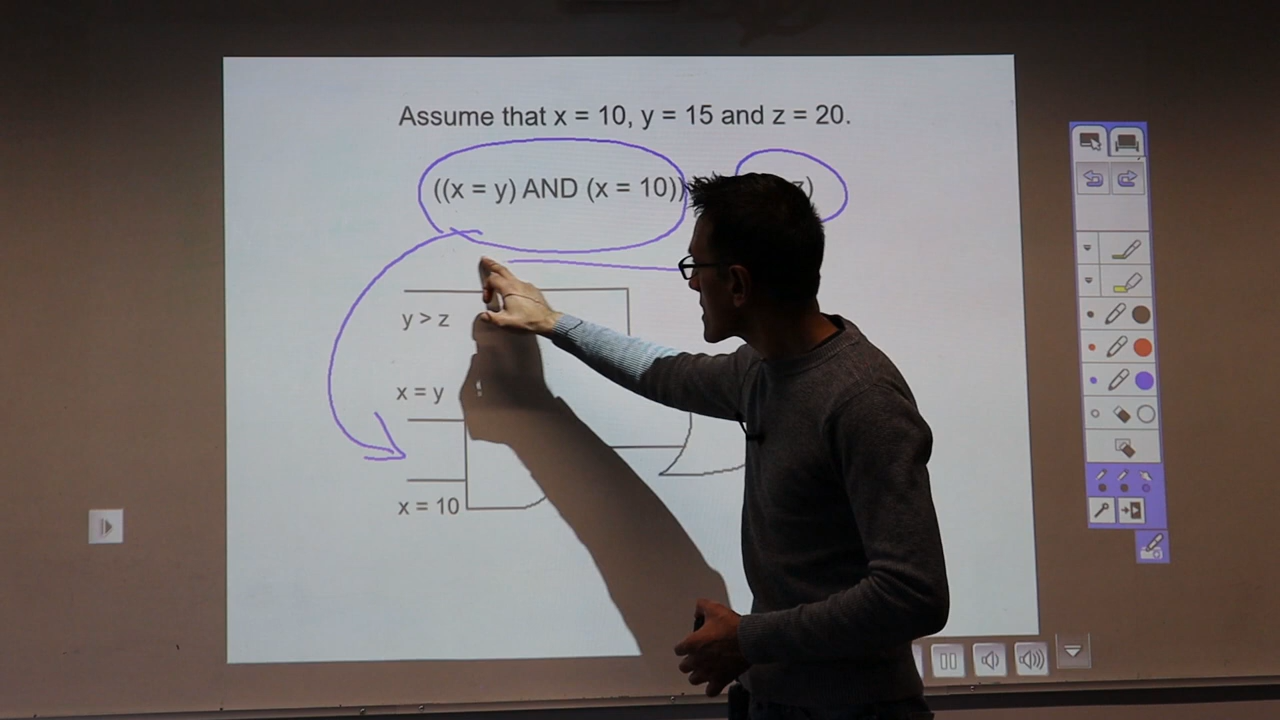 Assume that x = 10, y = 15 and z = 20.
((x = y) AND (x = 10)) z)
y > z
x = y
x = 10